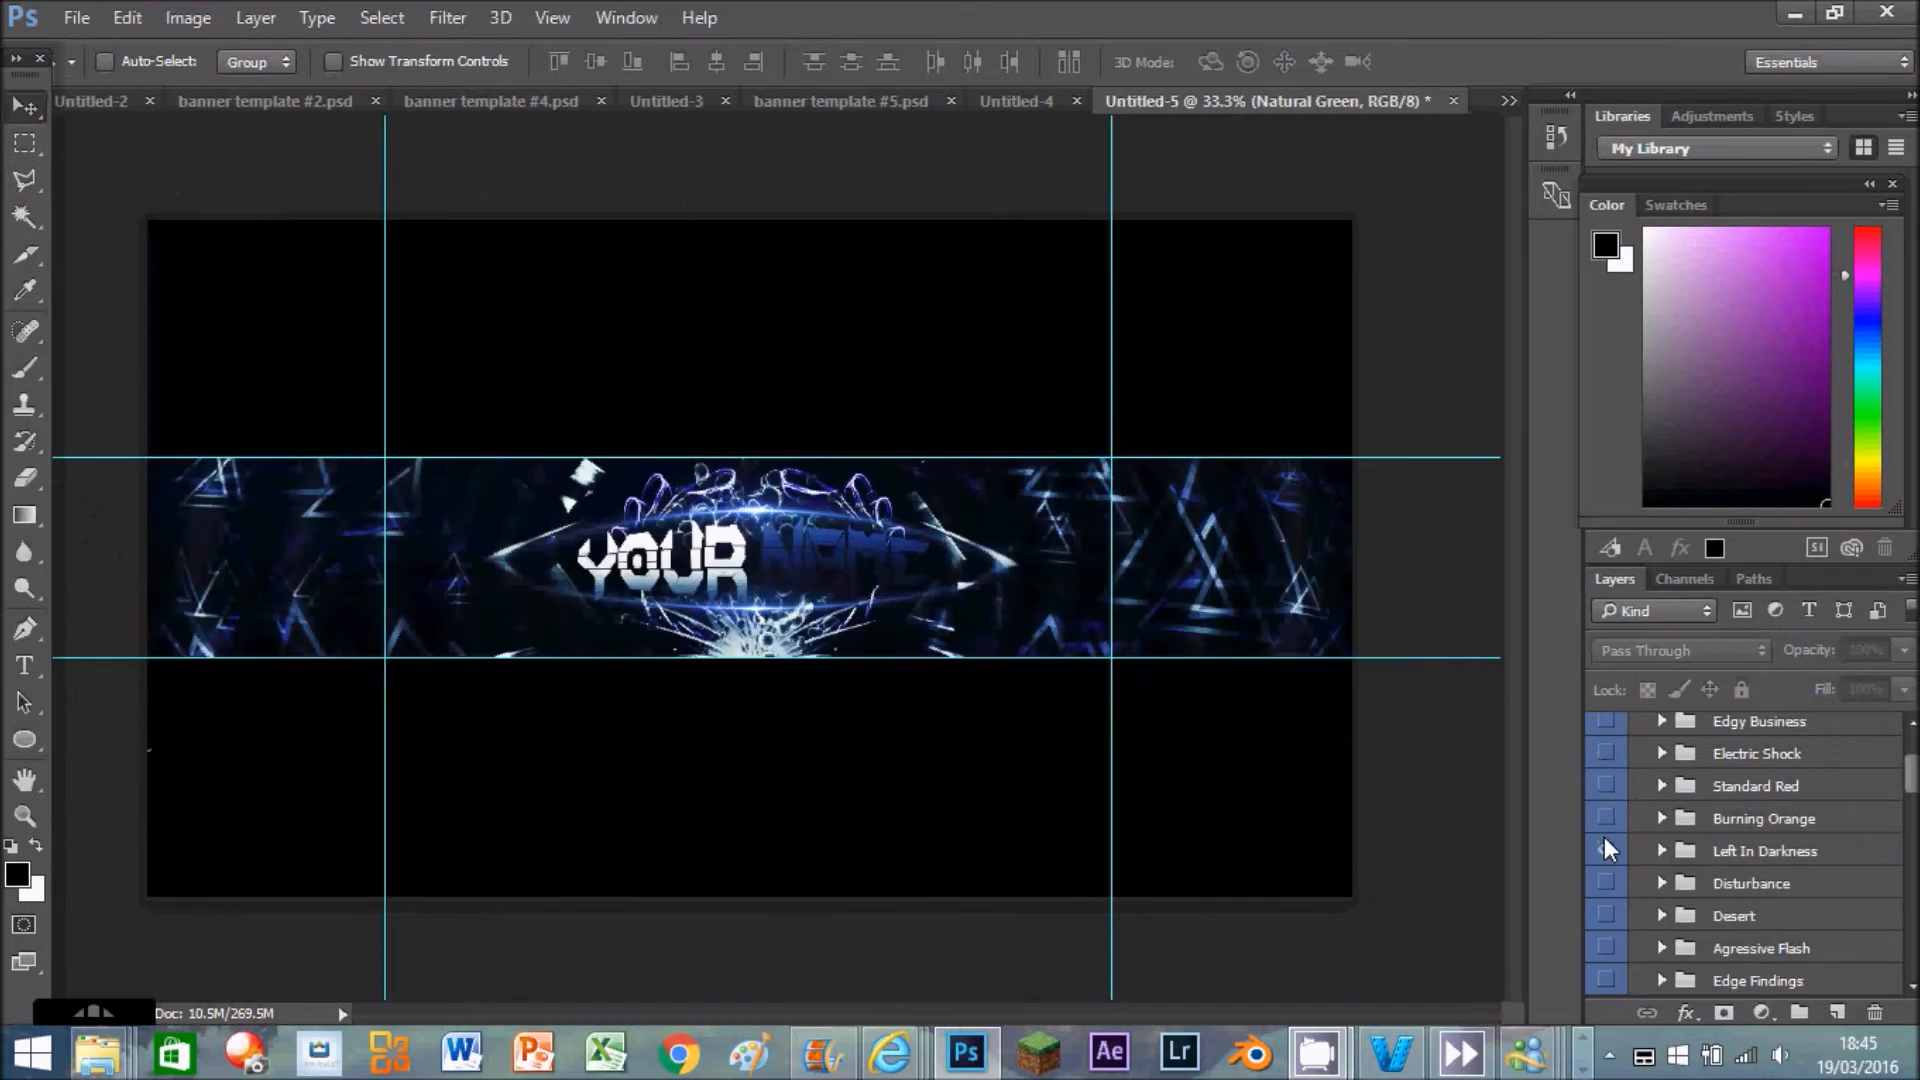 Ps File Edit Image Layer Type Select Filter 3D View Window Help
Auto-Select: Group Show Transform Controls 3D Mode: Essentials
Untitled-2 × banner template #2.psd × banner template #4.psd × Untitled-3 × banner template #5.psd × Untitled-4 × Untitled-5 @ 33.3% (Natural Green, RGB/8) * ×
Libraries Adjustments Styles
My Library
Color Swatches
YOUR NAME
Layers Channels Paths
Kind
Pass Through Opacity: 100%
Lock: Fill: 100%
Edgy Business
Electric Shock
Standard Red
Burning Orange
Left In Darkness
Disturbance
Desert
Agressive Flash
Edge Findings
Doc: 10.5M/269.5M
Ps Ae Lr
18:45
19/03/2016